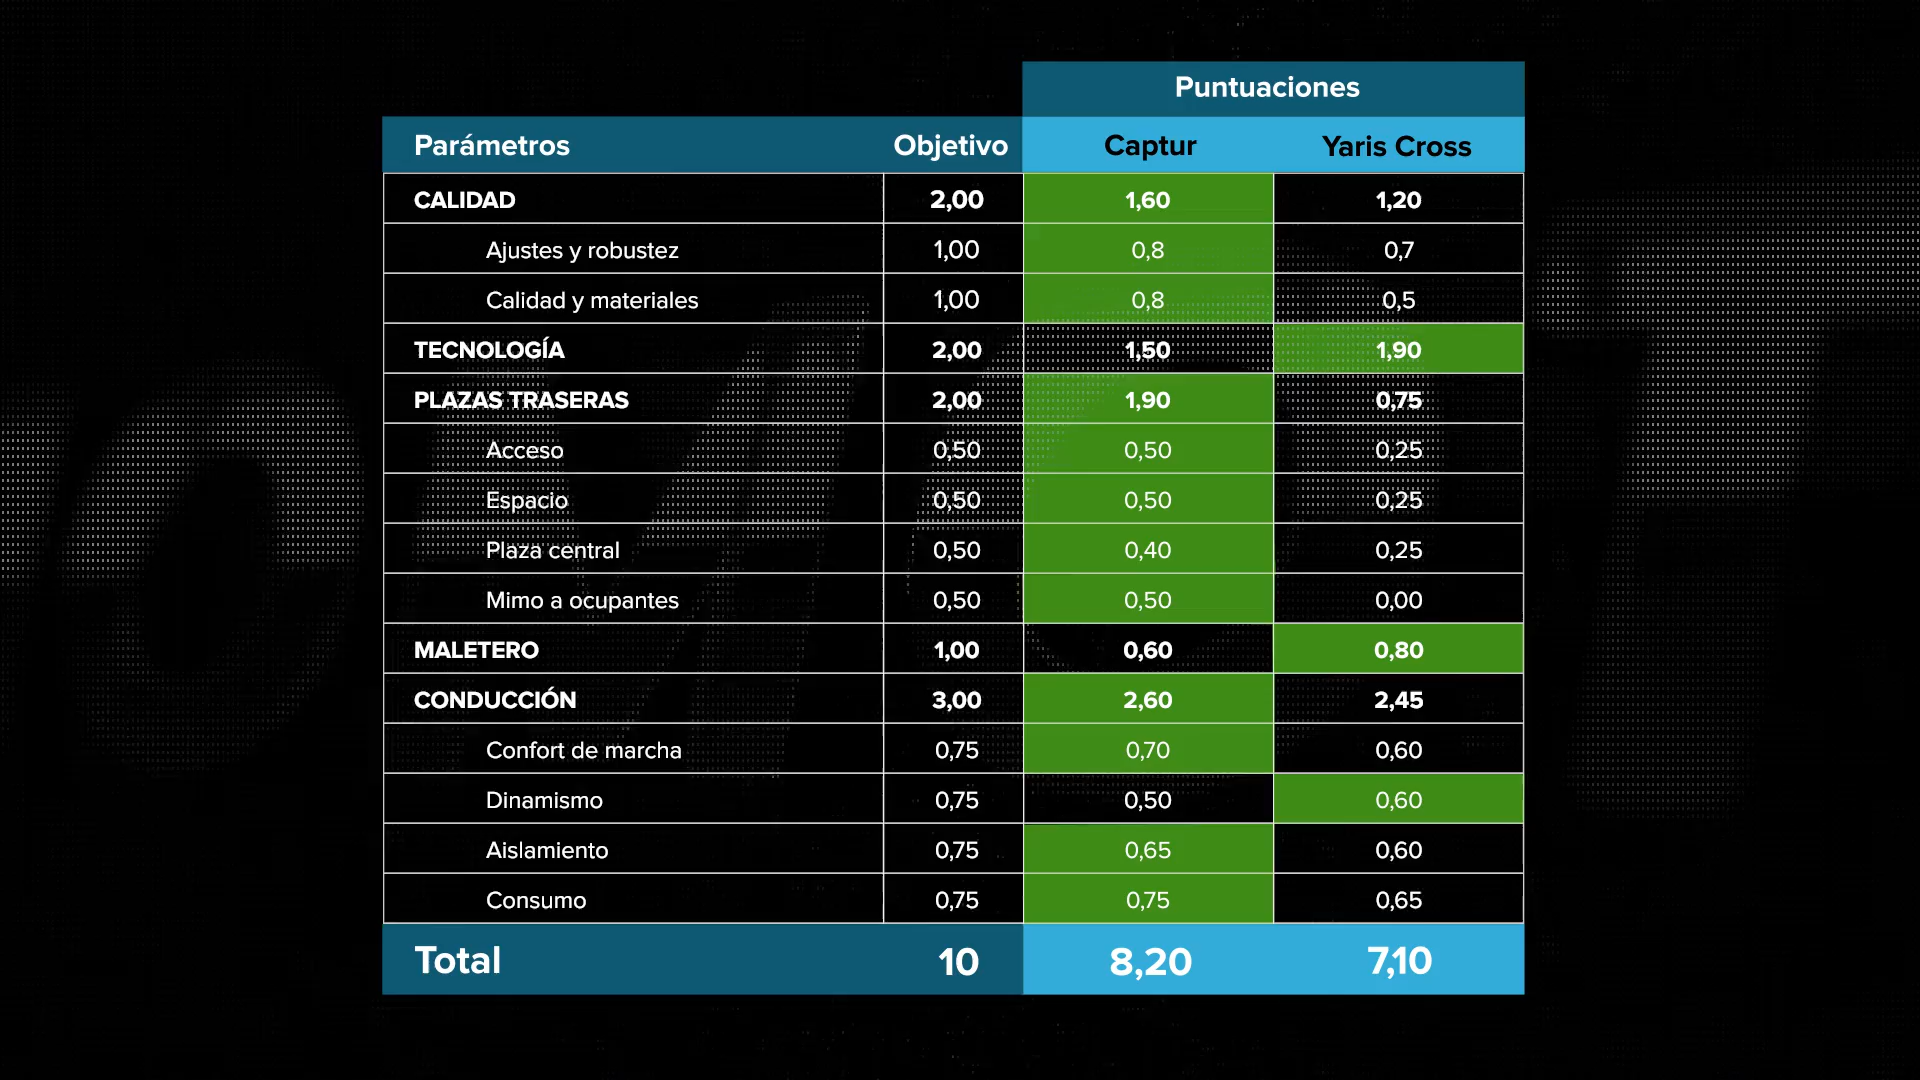 Puntuaciones
Parámetros Objetivo Captur Yaris Cross
CALIDAD 2,00 1,60 1,20
Ajustes y robustez 1,00 0,8 0,7
Calidad y materiales 1,00 0,8 0,5
TECNOLOGÍA 2,00 1,50 1,90
PLAZAS TRASERAS 2,00 1,90 0,75
Acceso 0,50 0,50 0,25
Espacio 0,50 0,50 0,25
Plaza central 0,50 0,40 0,25
Mimo a ocupantes 0,50 0,50 0,00
MALETERO 1,00 0,60 0,80
CONDUCCIÓN 3,00 2,60 2,45
Confort de marcha 0,75 0,70 0,60
Dinamismo 0,75 0,50 0,60
Aislamiento 0,75 0,65 0,60
Consumo 0,75 0,75 0,65
Total 10 8,20 7,10